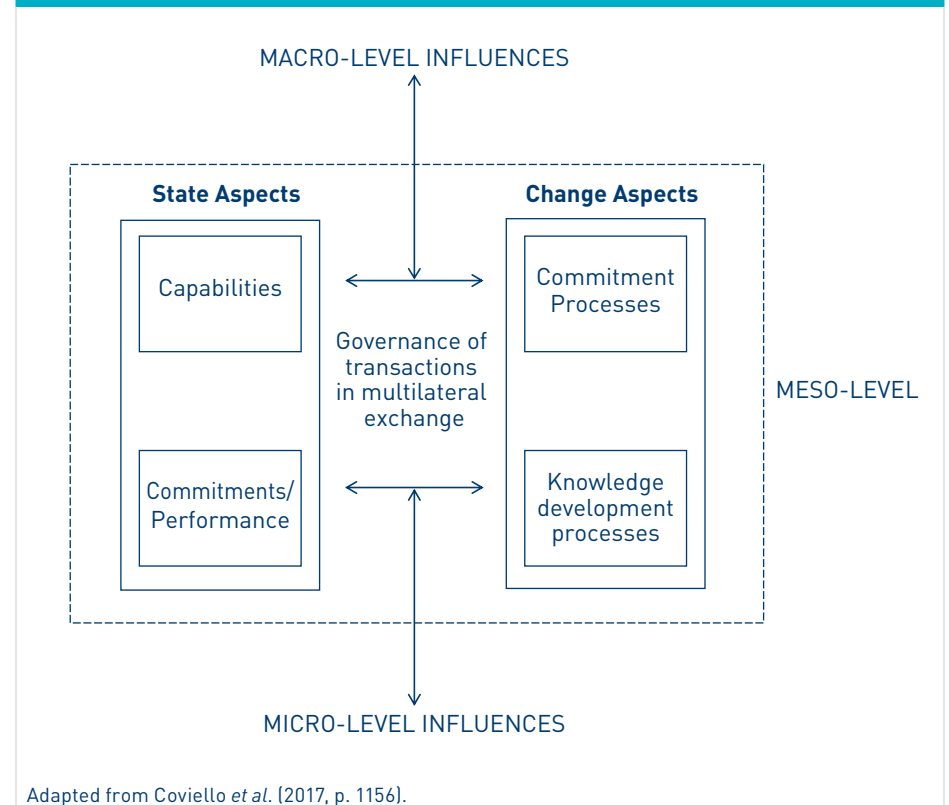 MACRO-LEVEL INFLUENCES
State Aspects
Change Aspects
Capabilities
Commitment
Processes
Governance of
transactions
in multilateral
exchange
MESO-LEVEL
Commitments/
Performance
Knowledge
development
processes
MICRO-LEVEL INFLUENCES
Adapted from Coviello et al. (2017, p. 1156).